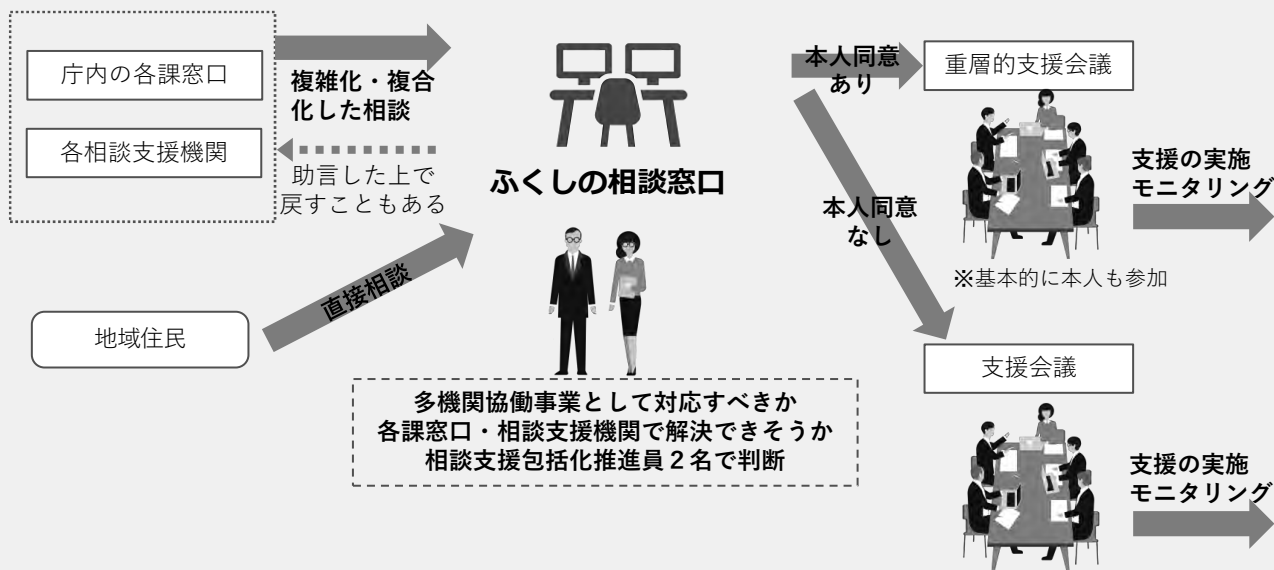 庁内の各課窓口
各相談支援機関
複雑化・複合
化した相談
助言した上で
戻すこともある
地域住民
直接相談
ふくしの相談窓口
多機関協働事業として対応すべきか
各課窓口・相談支援機関で解決できそうか
相談支援包括化推進員２名で判断
本人同意
あり
重層的支援会議
※基本的に本人も参加
支援の実施
モニタリング
本人同意
なし
支援会議
支援の実施
モニタリング